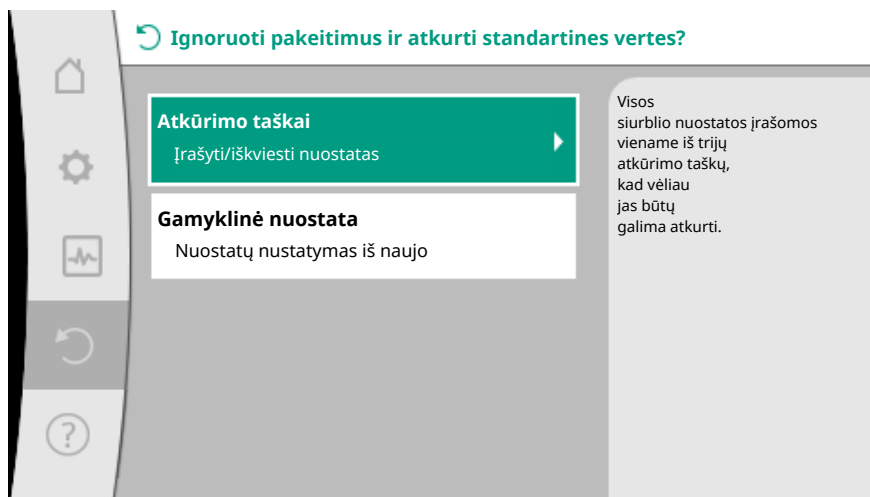 Ignoruoti pakeitimus ir atkurti standartines vertes?
Atkūrimo taškai
Įrašyti/iškviesti nuostatas
Gamyklinė nuostata
Nuostatų nustatymas iš naujo
Visos
siurblio nuostatos įrašomos
viename iš trijų
atkūrimo taškų,
kad vėliau
jas būtų
galima atkurti.